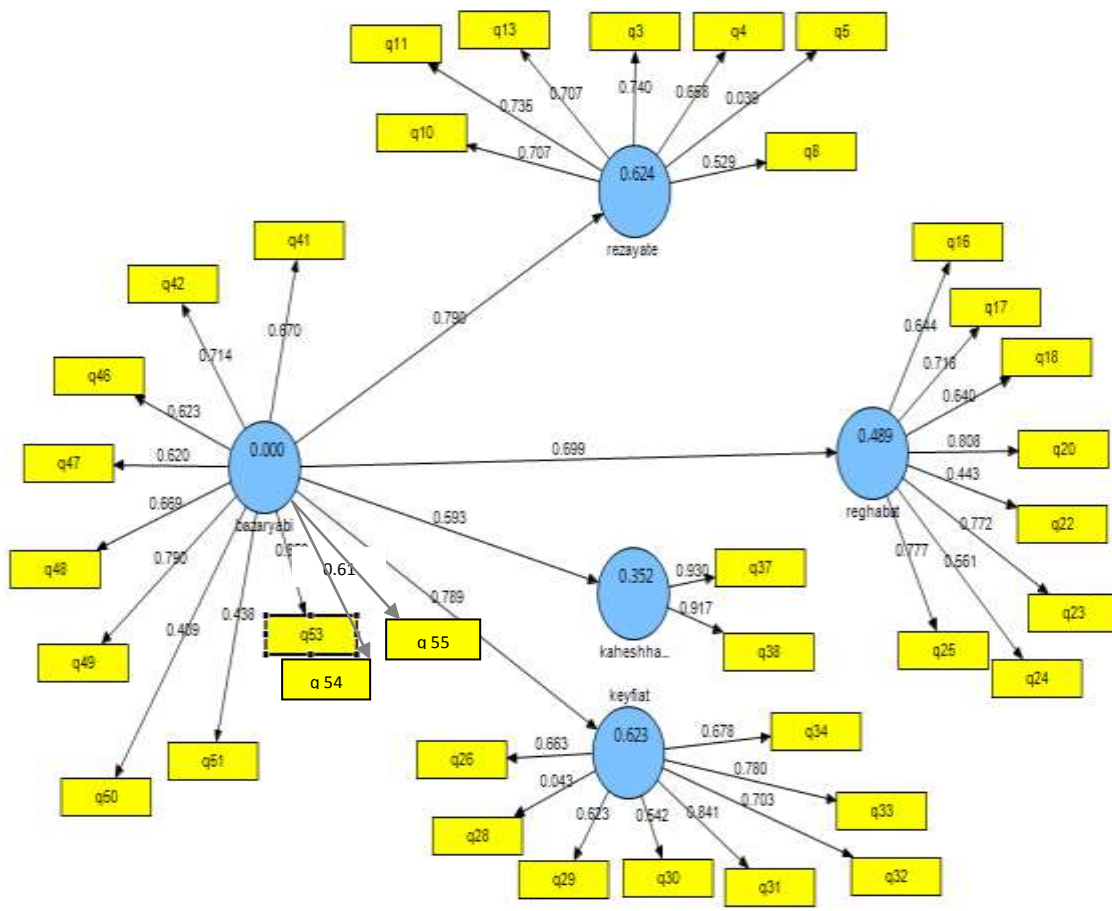 q11
q13
q3
q4
q5
q10
q8
0.735
0.707
0.740
0.039
0.707
0.529
0.624
rezayate
q41
q42
q46
q47
q48
q49
q50
q51
q53
q 54
q 55
0.670
0.714
0.623
0.620
0.669
0.790
0.409
0.438
0.61
0.000
bazaryabi
0.790
0.699
0.593
0.789
q16
q17
q18
q20
q22
q23
q24
q25
0.644
0.640
0.808
0.443
0.772
0.561
0.777
0.489
reghabat
0.352
kaheshha...
0.930
0.917
q37
q38
keyfiat
0.623
0.663
0.043
0.623
0.542
0.841
0.703
0.780
0.678
q26
q28
q29
q30
q31
q32
q33
q34